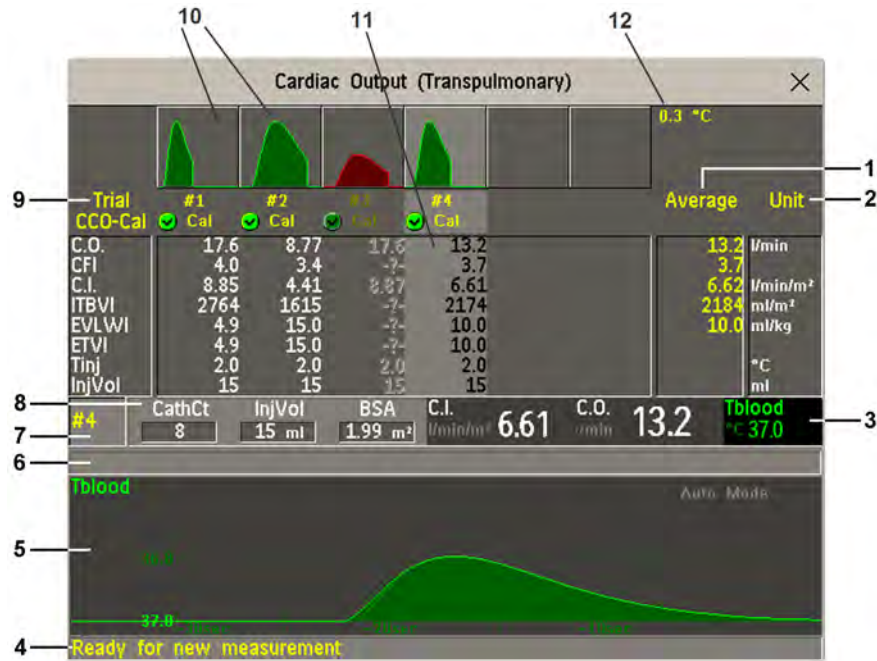 10 11 12
Cardiac Output (Transpulmonary)
0.3 °C
1
9 Trial #1 #2 #3 #4 Average Unit 2
CCO-Cal Cal Cal Cal Cal
C.O. 17.6 8.77 17.6 13.2 13.2 l/min
CFI 4.0 3.4 -?- 3.7 3.7
C.I. 8.85 4.41 8.87 6.61 6.62 l/min/m²
ITBVI 2764 1615 -?- 2174 2184 ml/m²
EVLWI 4.9 15.0 -?- 10.0 10.0 ml/kg
ETVI 4.9 15.0 -?- 10.0
Tinj 2.0 2.0 2.0 2.0 °C
InjVol 15 15 15 15 ml
8 CathCt InjVol BSA C.I. C.O. Tblood
#4 8 15 ml 1.99 m² l/min/m² 6.61 l/min 13.2 °C 37.0 3
7
6
Tblood Auto Mode
5
37.0
4 Ready for new measurement